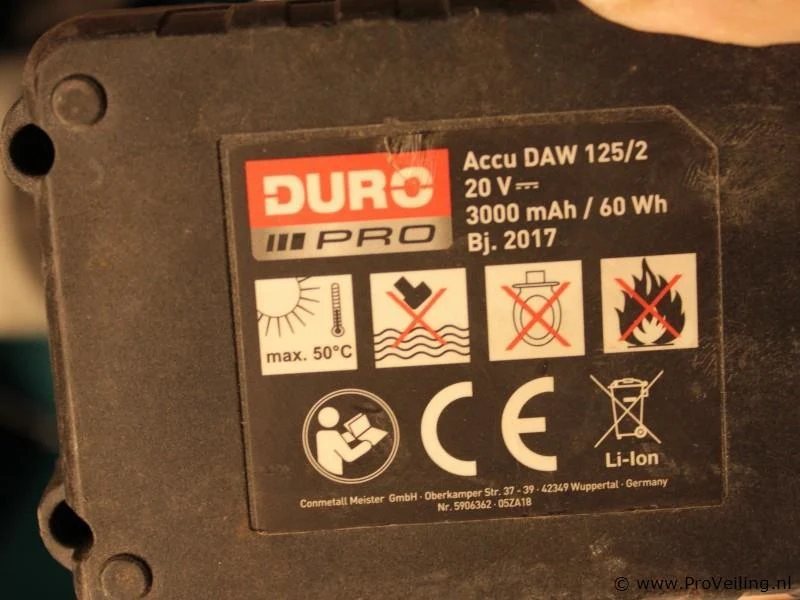 DURO
PRO
Accu DAW 125/2
20 V⎓
3000 mAh / 60 Wh
Bj. 2017
max. 50°C
CE
Li-Ion
Conmetall Meister GmbH · Oberkamper Str. 37 - 39 · 42349 Wuppertal · Germany
Nr. 5906362 · 05ZA18
© www.ProVeiling.nl